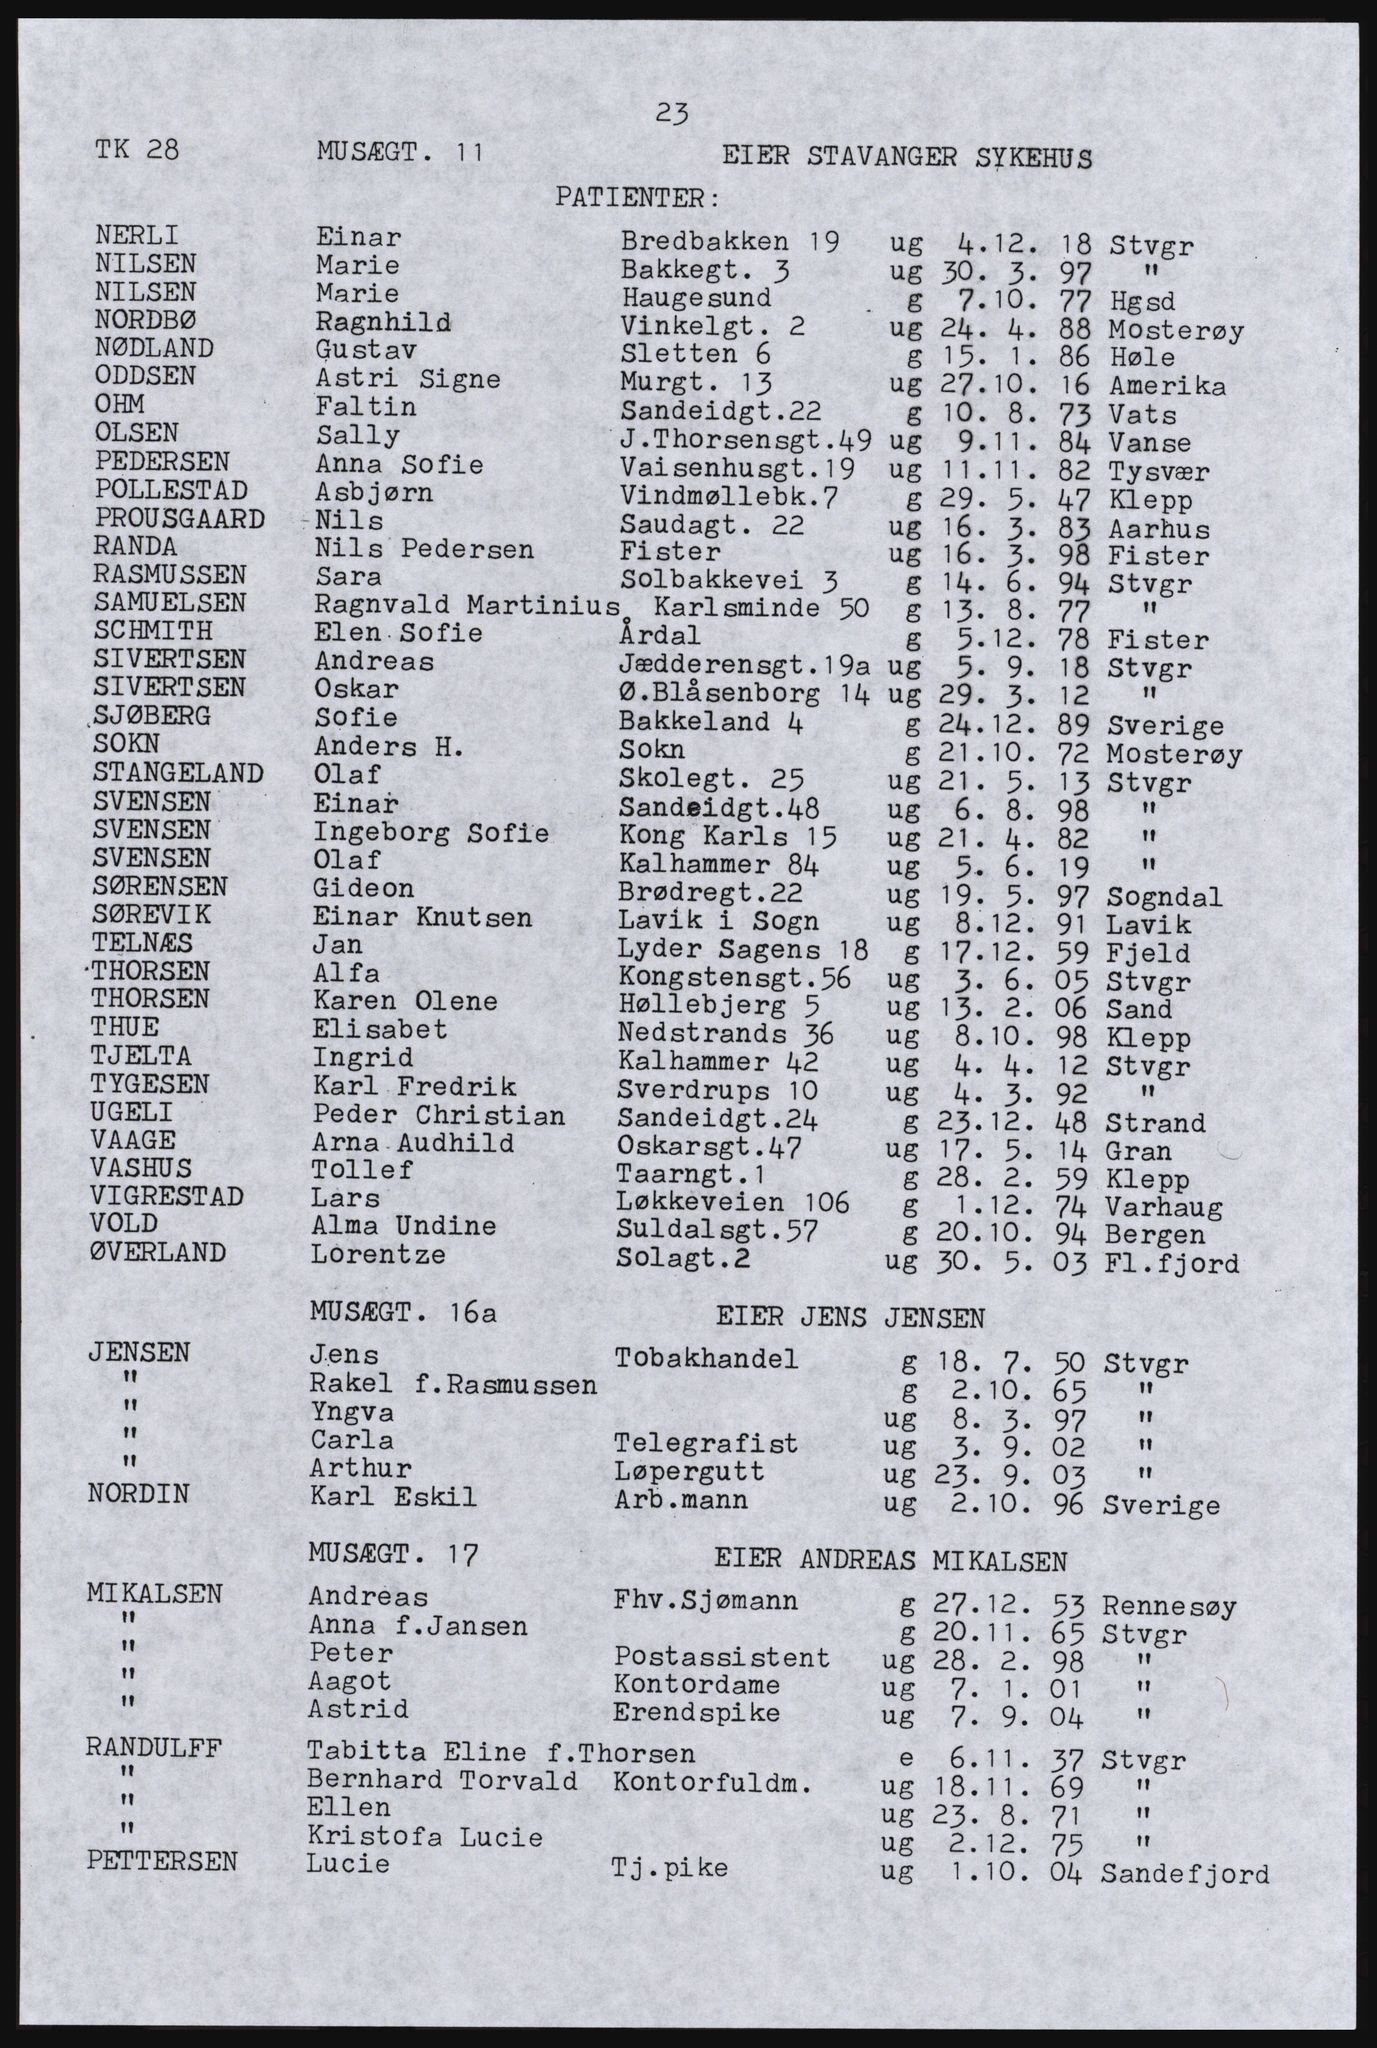 23
TK 28 MUSÆGT. 11 EIER STAVANGER SYKEHUS
PATIENTER:
NERLI Einar Bredbakken 19 ug 4.12. 18 Stvgr
NILSEN Marie Bakkegt. 3 ug 30. 3. 97 "
NILSEN Marie Haugesund g 7.10. 77 Hgsd
NORDBØ Ragnhild Vinkelgt. 2 ug 24. 4. 88 Mosterøy
NØDLAND Gustav Sletten 6 g 15. 1. 86 Høle
ODDSEN Astri Signe Murgt. 13 ug 27.10. 16 Amerika
OHM Faltin Sandeidgt.22 g 10. 8. 73 Vats
OLSEN Sally J.Thorsensgt.49 ug 9.11. 84 Vanse
PEDERSEN Anna Sofie Vaisenhusgt.19 ug 11.11. 82 Tysvær
POLLESTAD Asbjørn Vindmøllebk.7 g 29. 5. 47 Klepp
PROUSGAARD Nils Saudagt. 22 ug 16. 3. 83 Aarhus
RANDA Nils Pedersen Fister ug 16. 3. 98 Fister
RASMUSSEN Sara Solbakkevei 3 g 14. 6. 94 Stvgr
SAMUELSEN Ragnvald Martinius Karlsminde 50 g 13. 8. 77 "
SCHMITH Elen Sofie Årdal g 5.12. 78 Fister
SIVERTSEN Andreas Jædderensgt.19a ug 5. 9. 18 Stvgr
SIVERTSEN Oskar Ø.Blåsenborg 14 ug 29. 3. 12 "
SJØBERG Sofie Bakkeland 4 g 24.12. 89 Sverige
SOKN Anders H. Sokn g 21.10. 72 Mosterøy
STANGELAND Olaf Skolegt. 25 ug 21. 5. 13 Stvgr
SVENSEN Einar Sandeidgt.48 ug 6. 8. 98 "
SVENSEN Ingeborg Sofie Kong Karls 15 ug 21. 4. 82 "
SVENSEN Olaf Kalhammer 84 ug 5. 6. 19 "
SØRENSEN Gideon Brødregt.22 ug 19. 5. 97 Sogndal
SØREVIK Einar Knutsen Lavik i Sogn ug 8.12. 91 Lavik
TELNÆS Jan Lyder Sagens 18 g 17.12. 59 Fjeld
THORSEN Alfa Kongstensgt.56 ug 3. 6. 05 Stvgr
THORSEN Karen Olene Høllebjerg 5 ug 13. 2. 06 Sand
THUE Elisabet Nedstrands 36 ug 8.10. 98 Klepp
TJELTA Ingrid Kalhammer 42 ug 4. 4. 12 Stvgr
TYGESEN Karl Fredrik Sverdrups 10 ug 4. 3. 92 "
UGELI Peder Christian Sandeidgt.24 g 23.12. 48 Strand
VAAGE Arna Audhild Oskarsgt.47 ug 17. 5. 14 Gran
VASHUS Tollef Taarngt.1 g 28. 2. 59 Klepp
VIGRESTAD Lars Løkkeveien 106 g 1.12. 74 Varhaug
VOLD Alma Undine Suldalsgt.57 g 20.10. 94 Bergen
ØVERLAND Lorentze Solagt.2 ug 30. 5. 03 Fl.fjord
MUSÆGT. 16a EIER JENS JENSEN
JENSEN Jens Tobakhandel g 18. 7. 50 Stvgr
" Rakel f.Rasmussen g 2.10. 65 "
" Yngva ug 8. 3. 97 "
" Carla Telegrafist ug 3. 9. 02 "
" Arthur Løpergutt ug 23. 9. 03 "
NORDIN Karl Eskil Arb.mann ug 2.10. 96 Sverige
MUSÆGT. 17 EIER ANDREAS MIKALSEN
MIKALSEN Andreas Fhv.Sjømann g 27.12. 53 Rennesøy
" Anna f.Jansen g 20.11. 65 Stvgr
" Peter Postassistent ug 28. 2. 98 "
" Aagot Kontordame ug 7. 1. 01 "
" Astrid Erendspike ug 7. 9. 04 "
RANDULFF Tabitta Eline f.Thorsen e 6.11. 37 Stvgr
" Bernhard Torvald Kontorfuldm. ug 18.11. 69 "
" Ellen ug 23. 8. 71 "
" Kristofa Lucie ug 2.12. 75 "
PETTERSEN Lucie Tj.pike ug 1.10. 04 Sandefjord